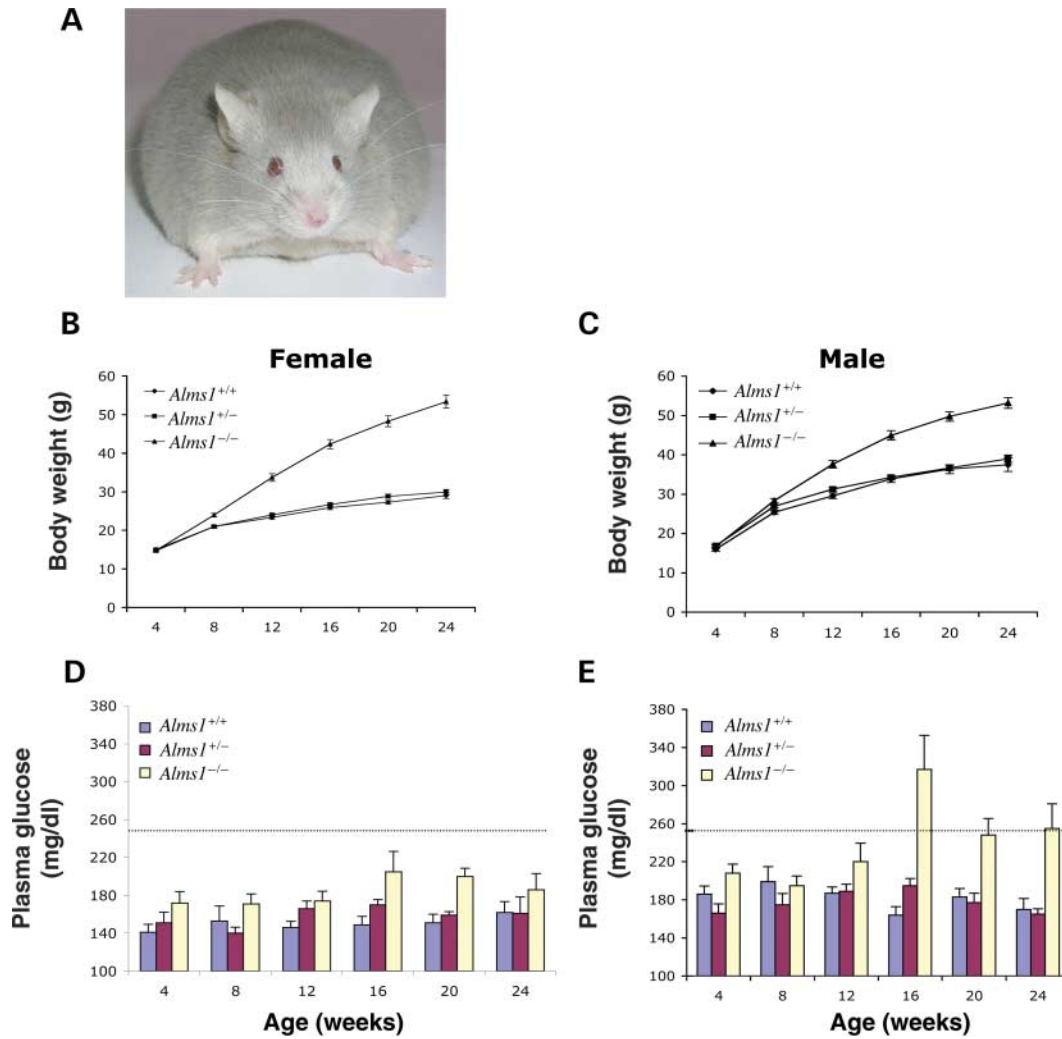 A
B
Female
Alms1+/+
Alms1+/−
Alms1−/−
Body weight (g)
60
50
40
30
20
10
0
4 8 12 16 20 24
C
Male
Alms1+/+
Alms1+/−
Alms1−/−
Body weight (g)
60
50
40
30
20
10
0
4 8 12 16 20 24
D
Alms1+/+
Alms1+/−
Alms1−/−
Plasma glucose
(mg/dl)
380
340
300
260
220
180
140
100
4 8 12 16 20 24
Age (weeks)
E
Alms1+/+
Alms1+/−
Alms1−/−
Plasma glucose
(mg/dl)
380
340
300
260
220
180
140
100
4 8 12 16 20 24
Age (weeks)